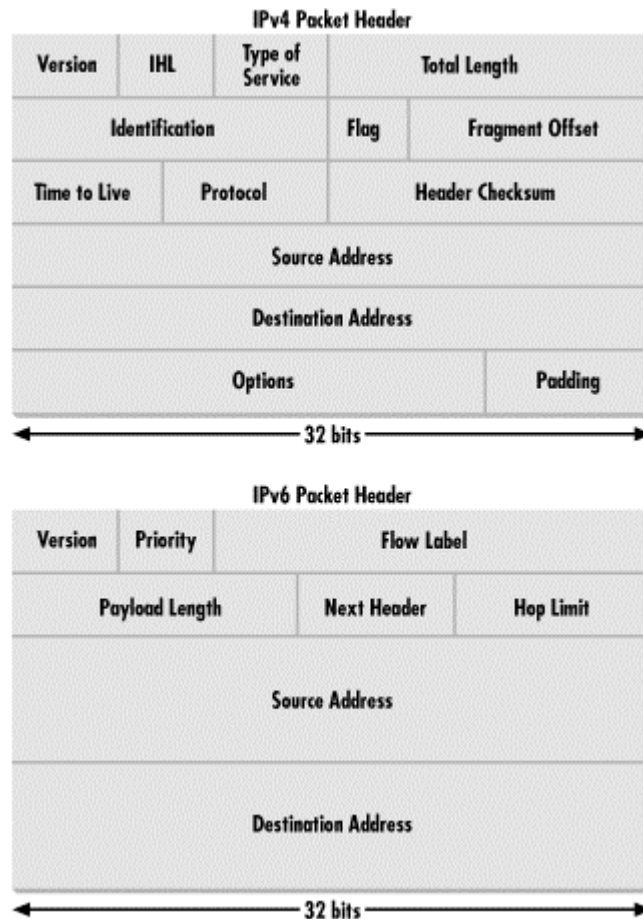 IPv4 Packet Header
Version IHL Type of Service Total Length
Identification Flag Fragment Offset
Time to Live Protocol Header Checksum
Source Address
Destination Address
Options Padding
32 bits
IPv6 Packet Header
Version Priority Flow Label
Payload Length Next Header Hop Limit
Source Address
Destination Address
32 bits